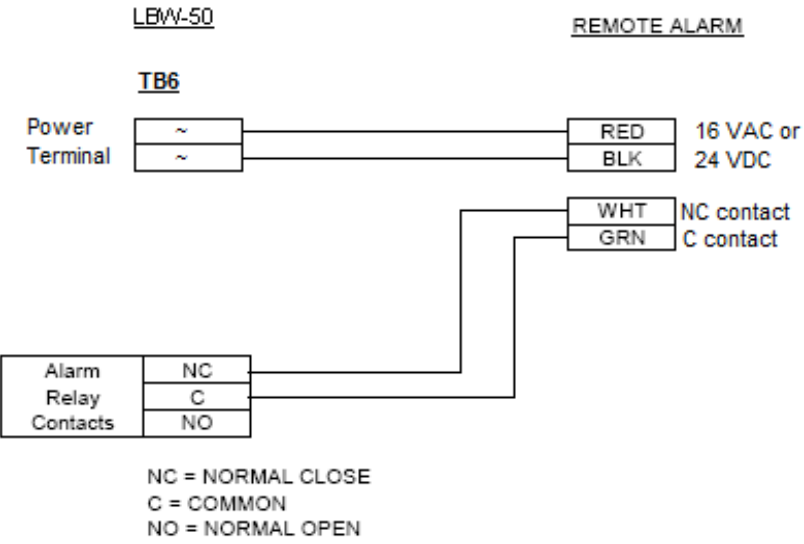 LBW-50
REMOTE ALARM
TB6
Power
Terminal
~
~
RED
BLK
16 VAC or
24 VDC
WHT
GRN
NC contact
C contact
Alarm
Relay
Contacts
NC
C
NO
NC = NORMAL CLOSE
C = COMMON
NO = NORMAL OPEN